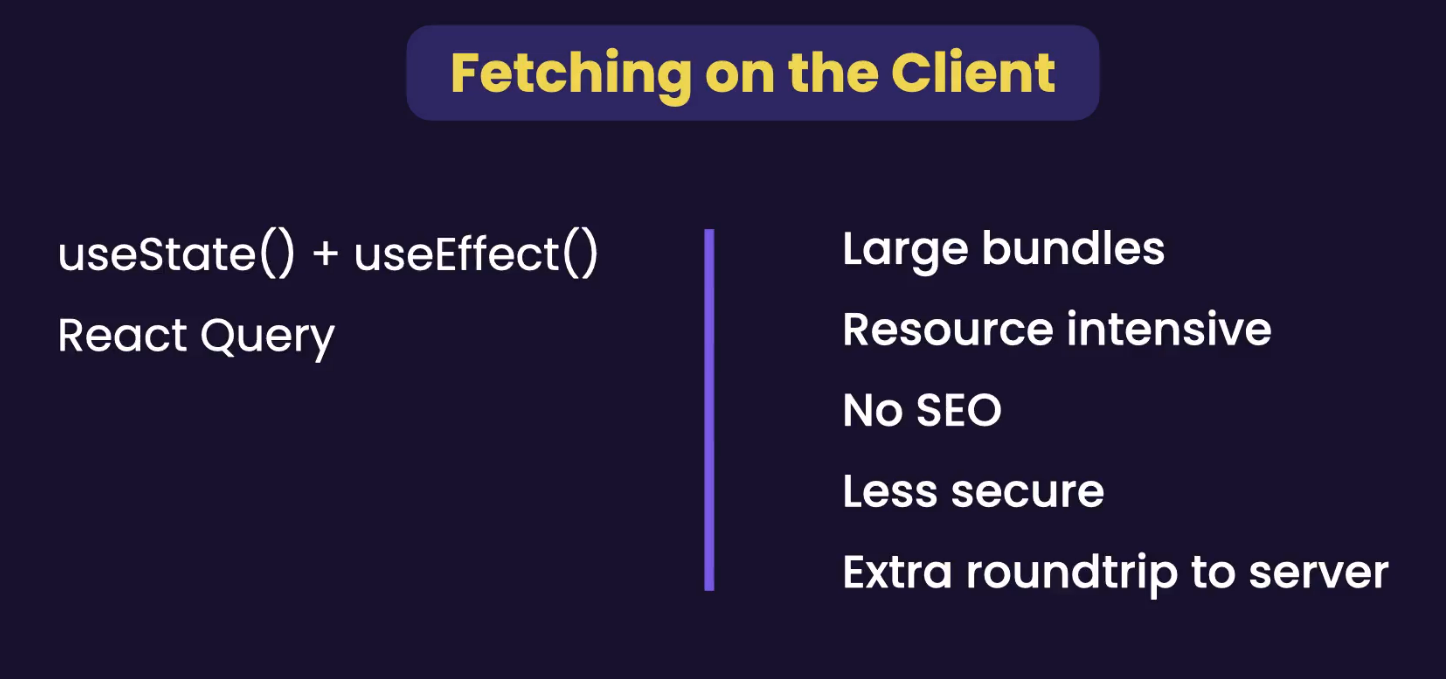 Fetching on the Client
useState() + useEffect()
React Query
Large bundles
Resource intensive
No SEO
Less secure
Extra roundtrip to server